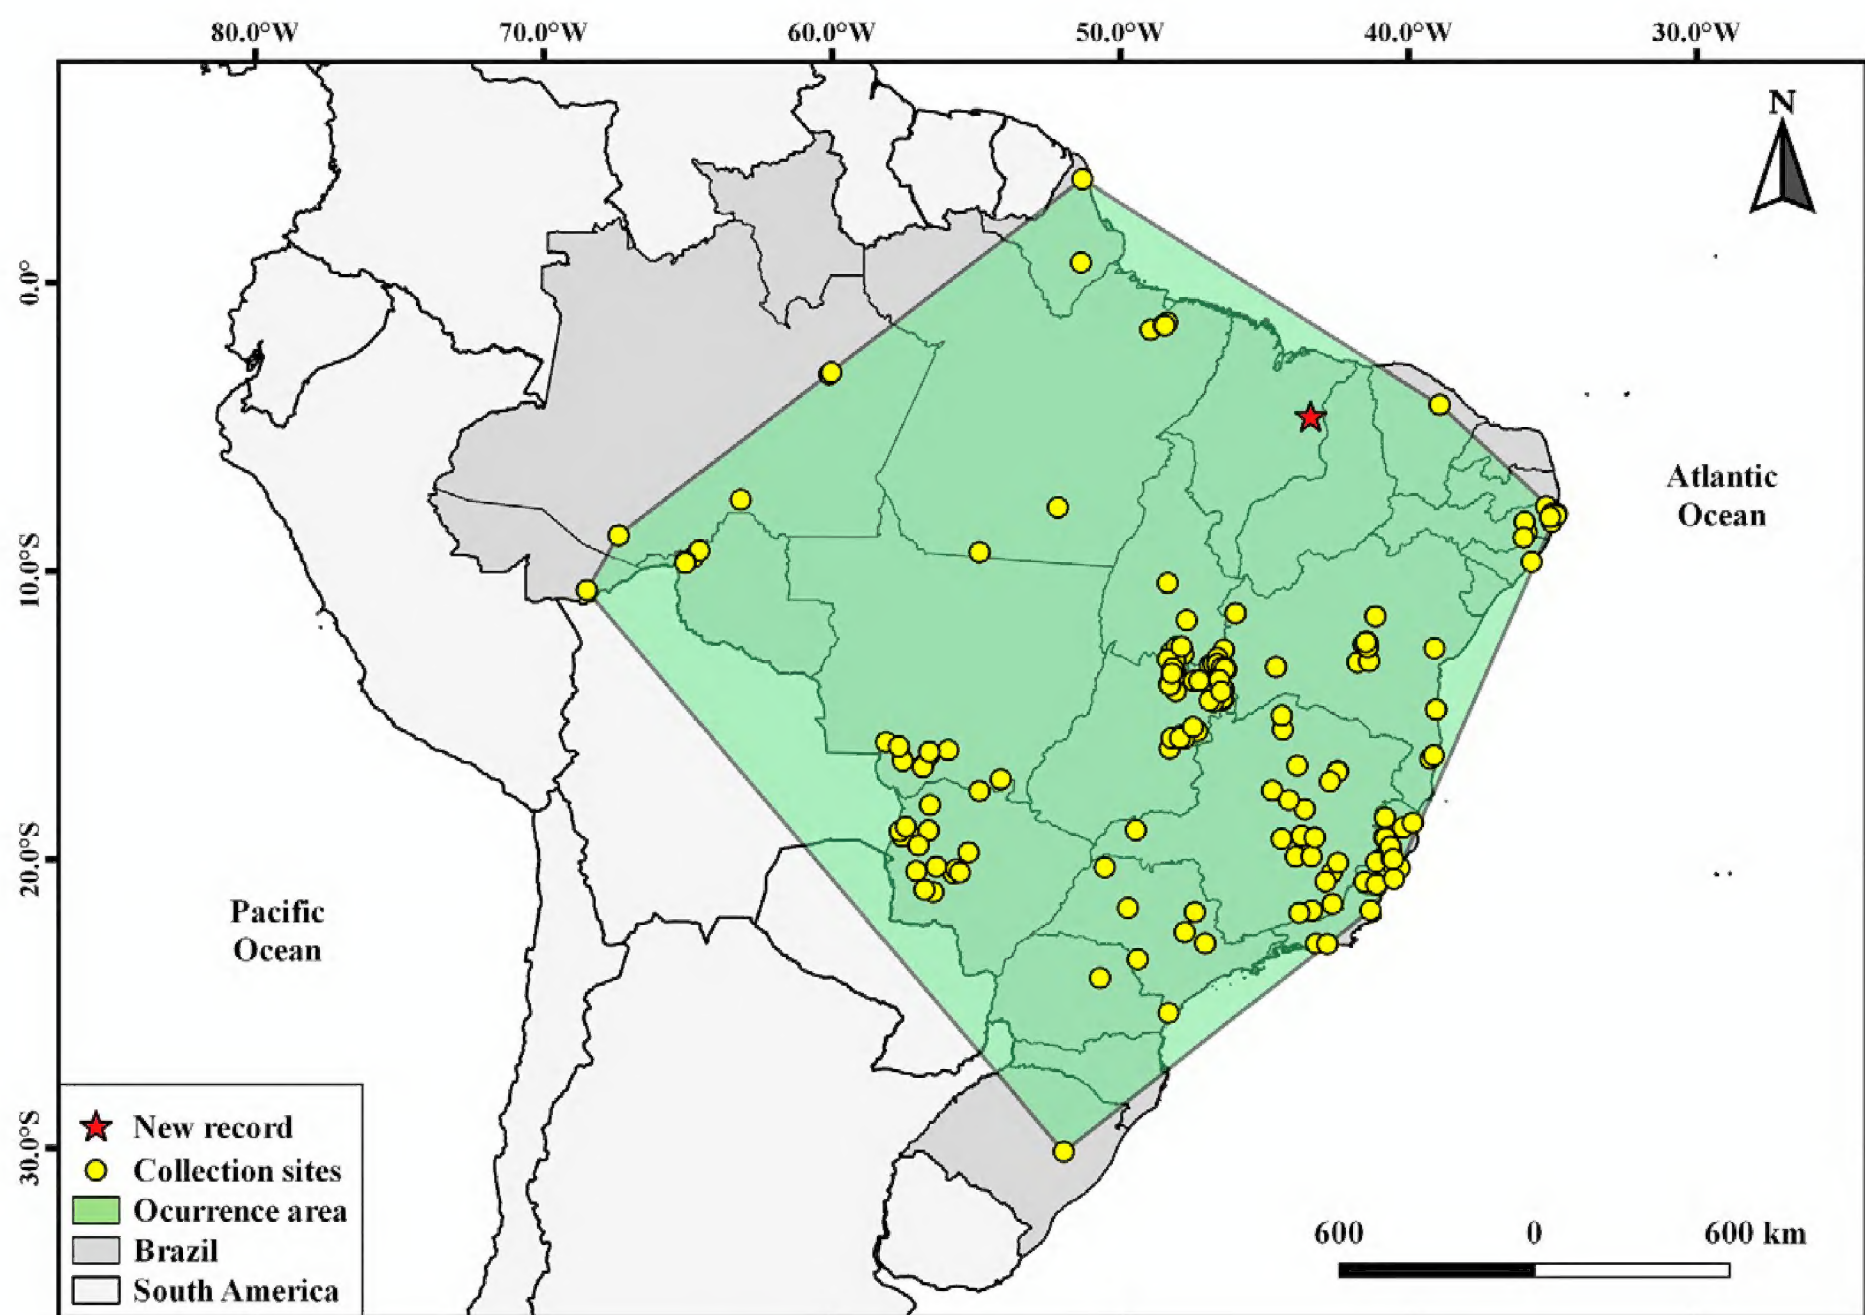 80.0°W 70.0°W 60.0°W 50.0°W 40.0°W 30.0°W
N
0.0°
Atlantic
Ocean
10.0°S
20.0°S
Pacific
Ocean
30.0°S
New record
Collection sites
Ocurrence area
Brazil
South America
600 0 600 km